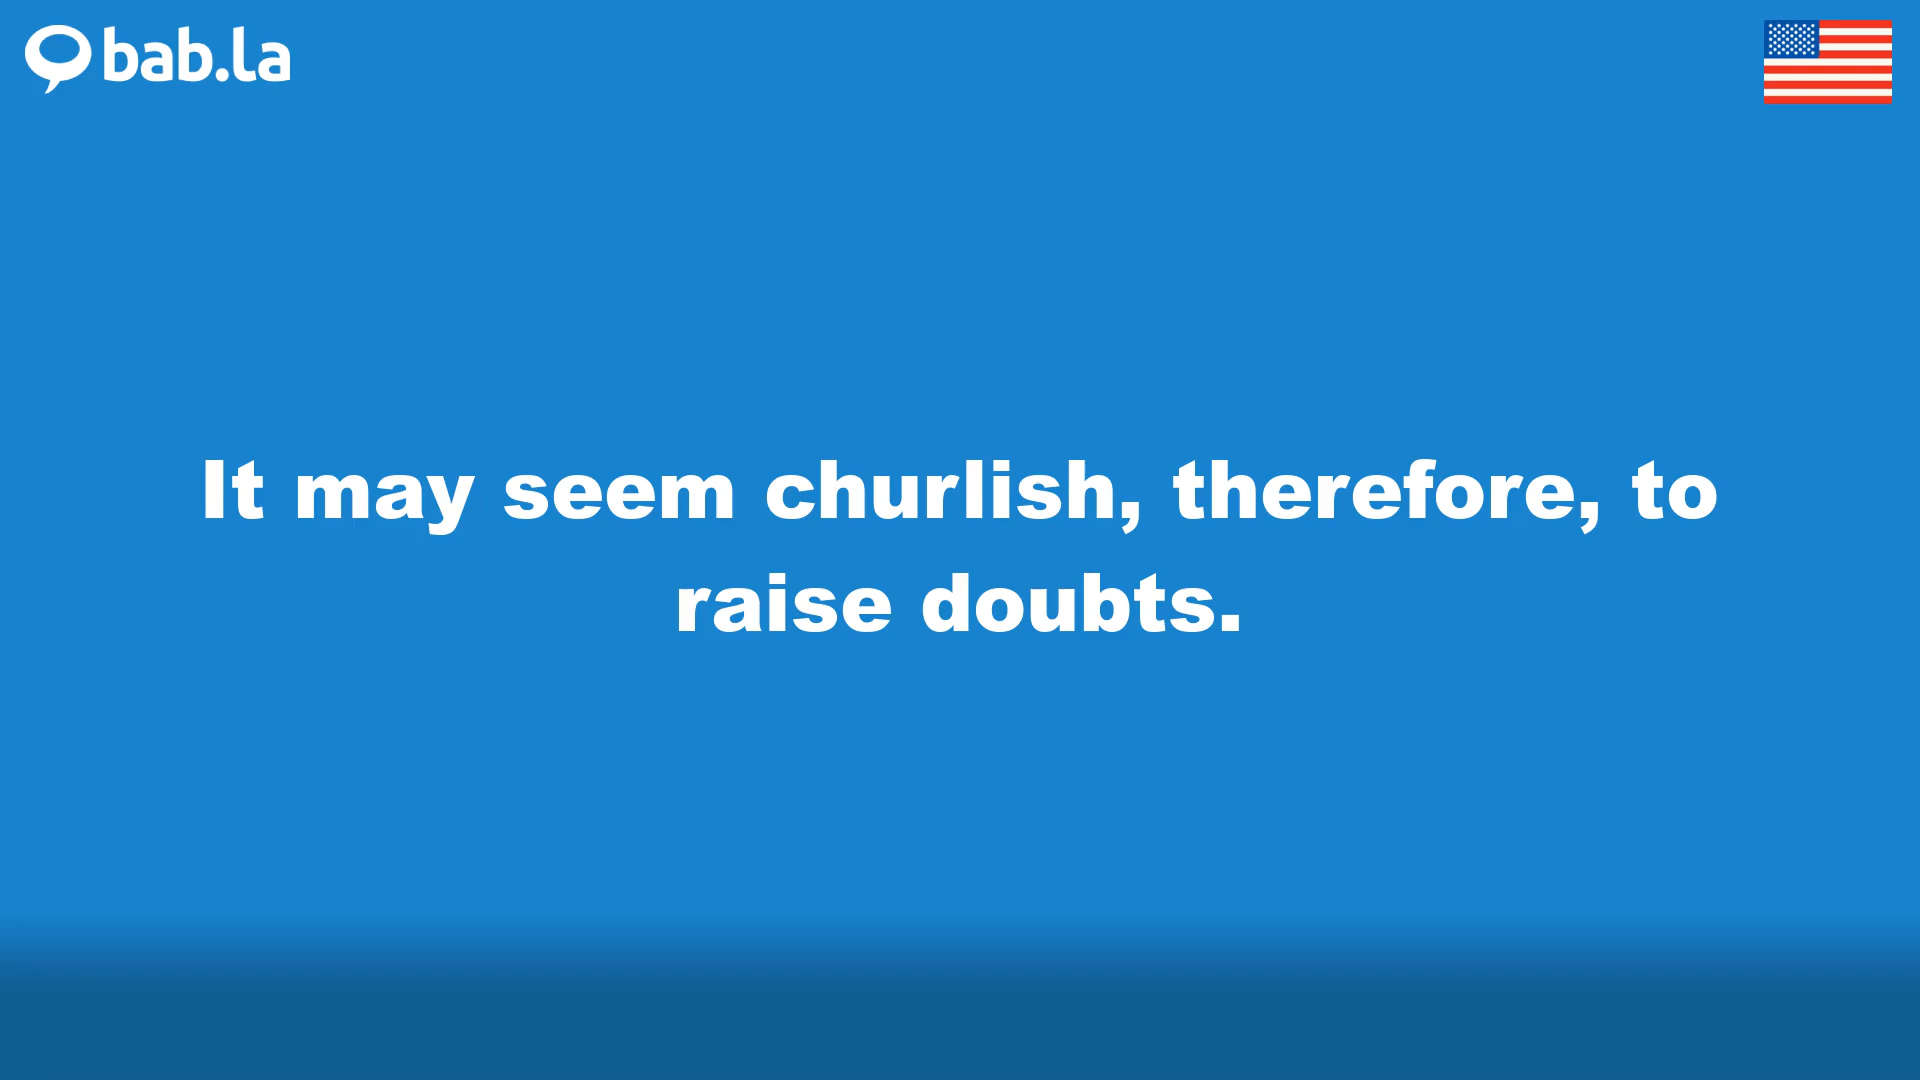 bab.la
It may seem churlish, therefore, to
raise doubts.